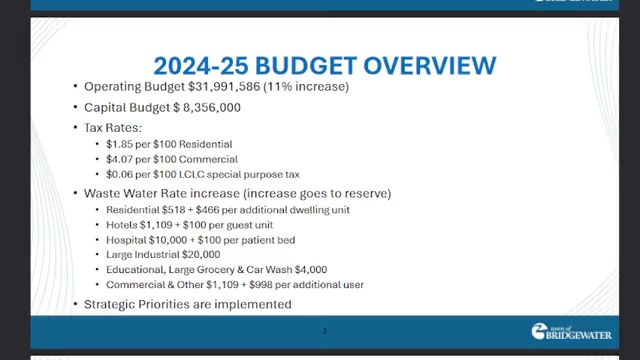 BRIDGEWATER
2024-25 BUDGET OVERVIEW
• Operating Budget $31,991,586 (11% increase)
• Capital Budget $ 8,356,000
• Tax Rates:
• $1.85 per $100 Residential
• $4.07 per $100 Commercial
• $0.06 per $100 LCLC special purpose tax
• Waste Water Rate increase (increase goes to reserve)
• Residential $518 + $466 per additional dwelling unit
• Hotels $1,109 + $100 per guest unit
• Hospital $10,000 + $100 per patient bed
• Large Industrial $20,000
• Educational, Large Grocery & Car Wash $4,000
• Commercial & Other $1,109 + $998 per additional user
• Strategic Priorities are implemented
town of
BRIDGEWATER